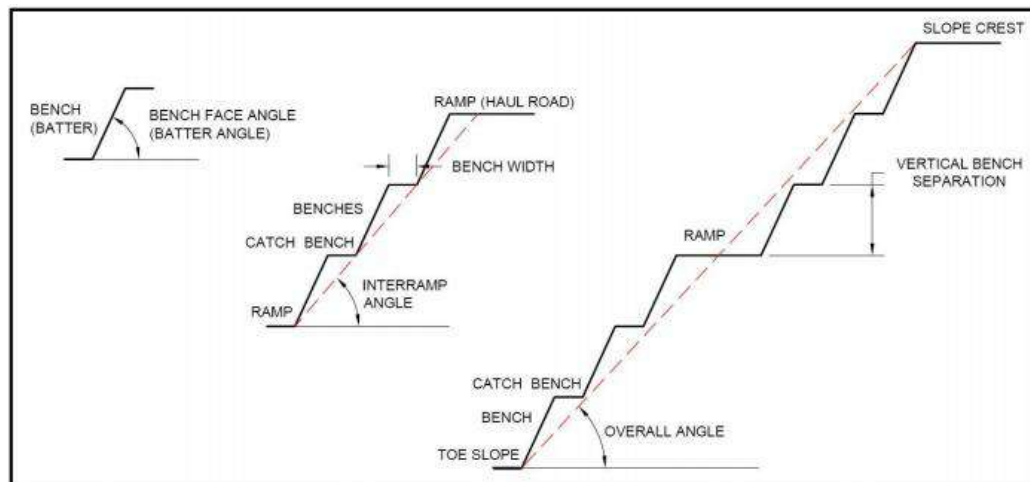 BENCH
(BATTER)
BENCH FACE ANGLE
(BATTER ANGLE)
RAMP (HAUL ROAD)
BENCH WIDTH
BENCHES
CATCH BENCH
INTERRAMP
ANGLE
RAMP
SLOPE CREST
VERTICAL BENCH
SEPARATION
RAMP
CATCH BENCH
BENCH
OVERALL ANGLE
TOE SLOPE